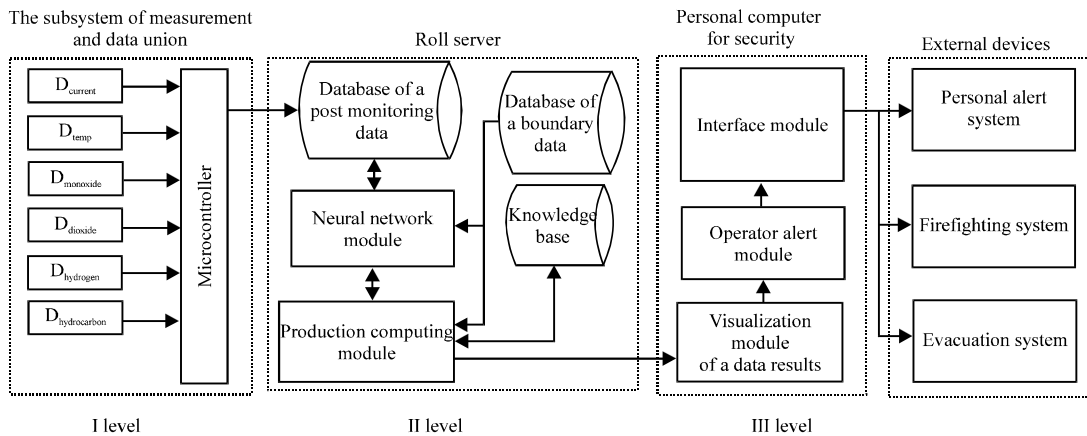 The subsystem of measurement
and data union
D current
D temp
D monoxide
D dioxide
D hydrogen
D hydrocarbon
Microcontroller
I level
Roll server
Database of a
post monitoring
data
Database of
a boundary
data
Neural network
module
Knowledge
base
Production computing
module
II level
Personal computer
for security
Interface module
Operator alert
module
Visualization
module
of a data results
III level
External devices
Personal alert
system
Firefighting system
Evacuation system